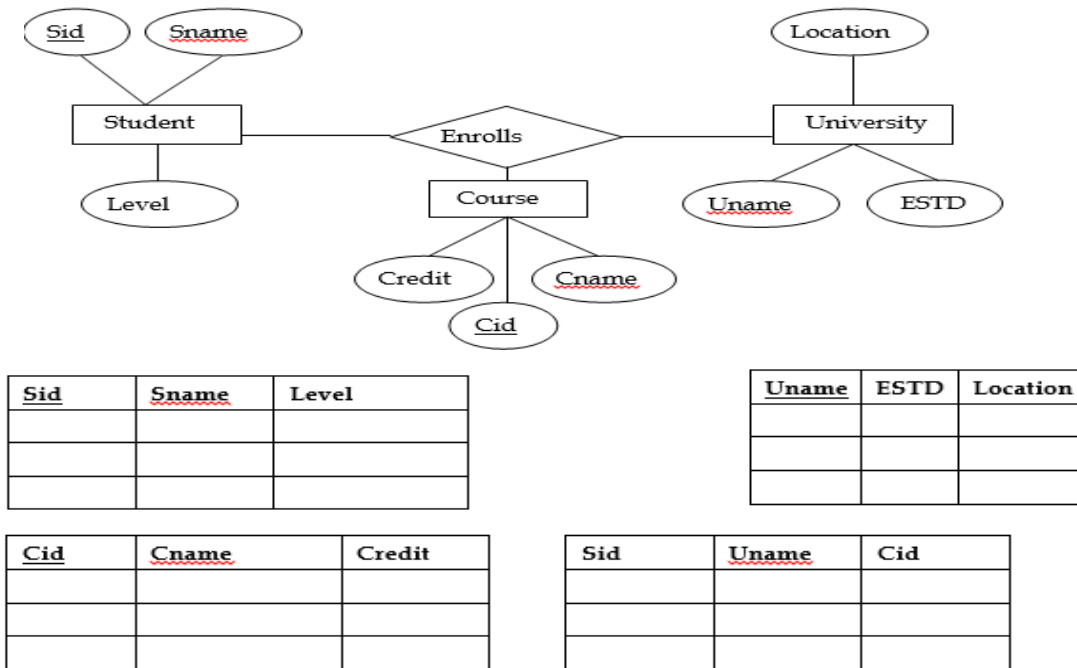 Sid Sname Location
Student Enrolls University
Level Course Uname ESTD
Credit Cname
Cid
Sid Sname Level
Uname ESTD Location
Cid Cname Credit
Sid Uname Cid